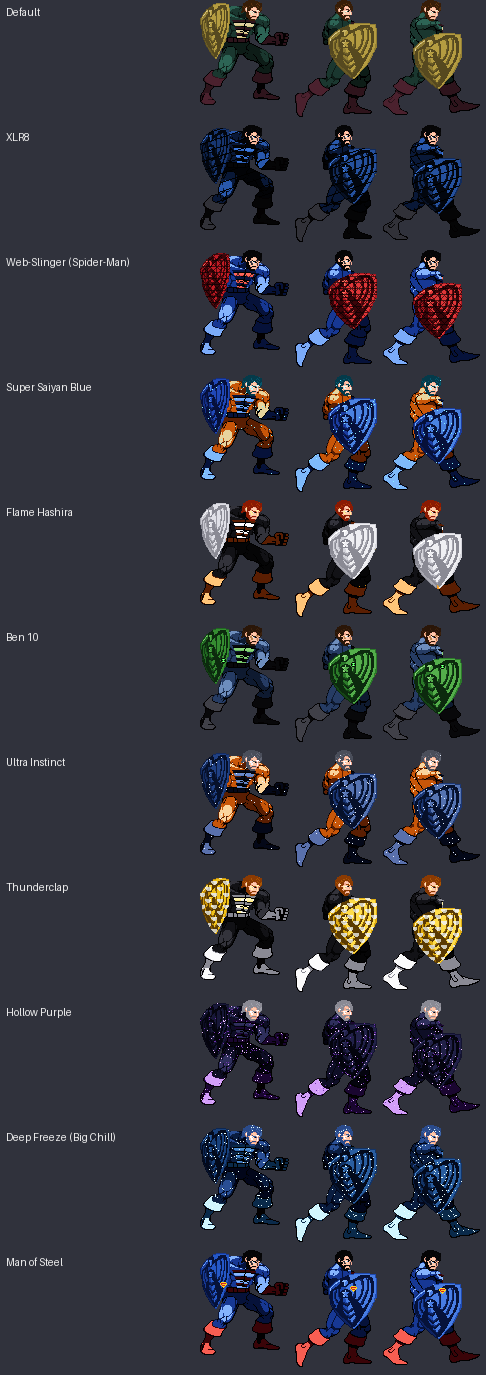 Default
XLR8
Web-Slinger (Spider-Man)
Super Saiyan Blue
Flame Hashira
Ben 10
Ultra Instinct
Thunderclap
Hollow Purple
Deep Freeze (Big Chill)
Man of Steel